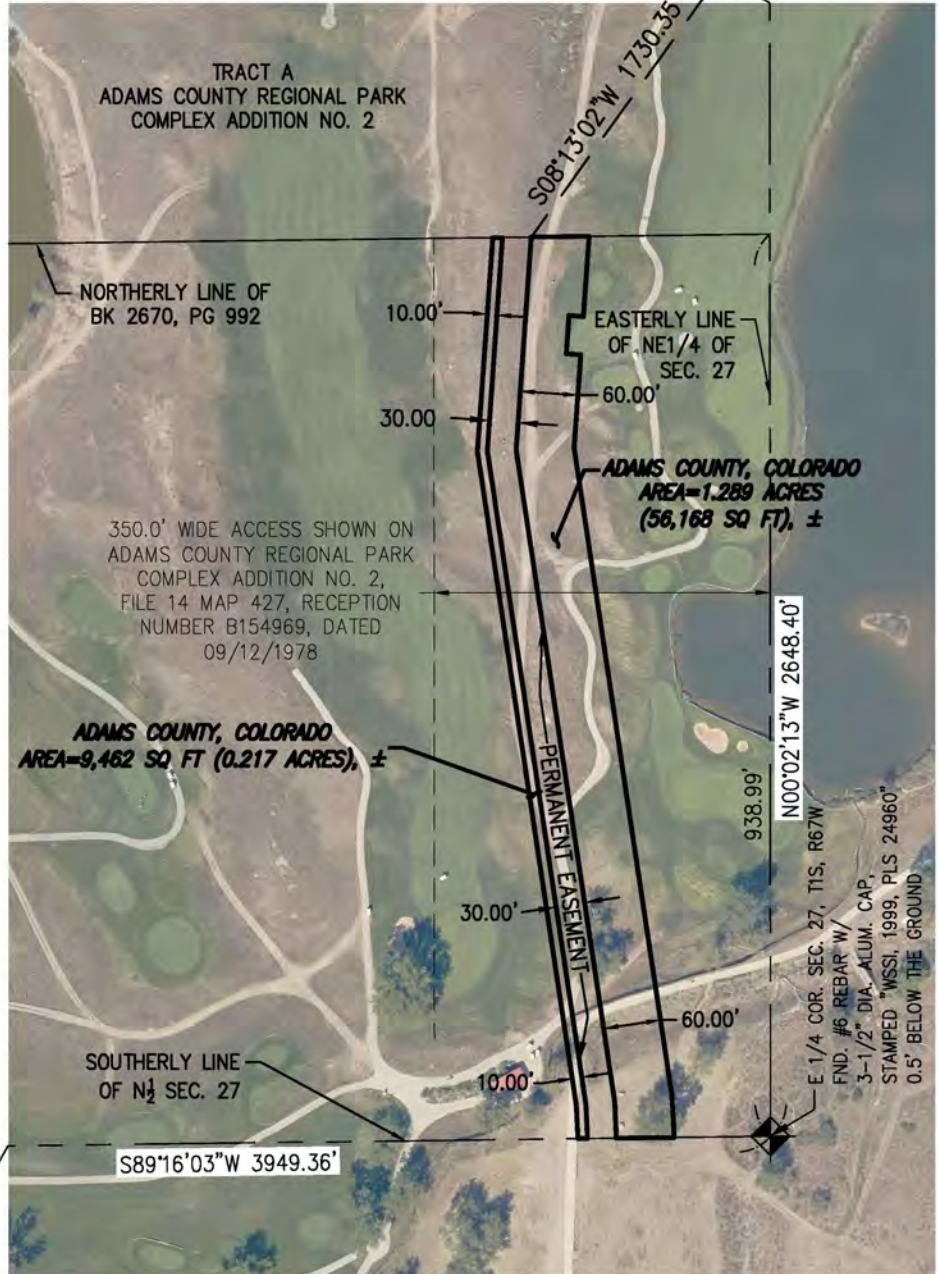 TRACT A
ADAMS COUNTY REGIONAL PARK
COMPLEX ADDITION NO. 2
S08°13'02"W 1730.35
NORTHERLY LINE OF
BK 2670, PG 992
10.00'
EASTERLY LINE
OF NE1/4 OF
SEC. 27
60.00'
30.00
ADAMS COUNTY, COLORADO
AREA=1.289 ACRES
(56,168 SQ FT), ±
350.0' WIDE ACCESS SHOWN ON
ADAMS COUNTY REGIONAL PARK
COMPLEX ADDITION NO. 2,
FILE 14 MAP 427, RECEPTION
NUMBER B154969, DATED
09/12/1978
ADAMS COUNTY, COLORADO
AREA=9,462 SQ FT (0.217 ACRES), ±
PERMANENT EASEMENT
938.99'
N00°02'13"W 2648.40'
30.00'
60.00'
10.00'
E 1/4 COR. SEC. 27, T1S, R67W
FND. #6 REBAR W/
3-1/2" DIA. ALUM. CAP,
STAMPED "WSSI, 1999, PLS 24960"
0.5' BELOW THE GROUND
SOUTHERLY LINE
OF N½ SEC. 27
S89°16'03"W 3949.36'